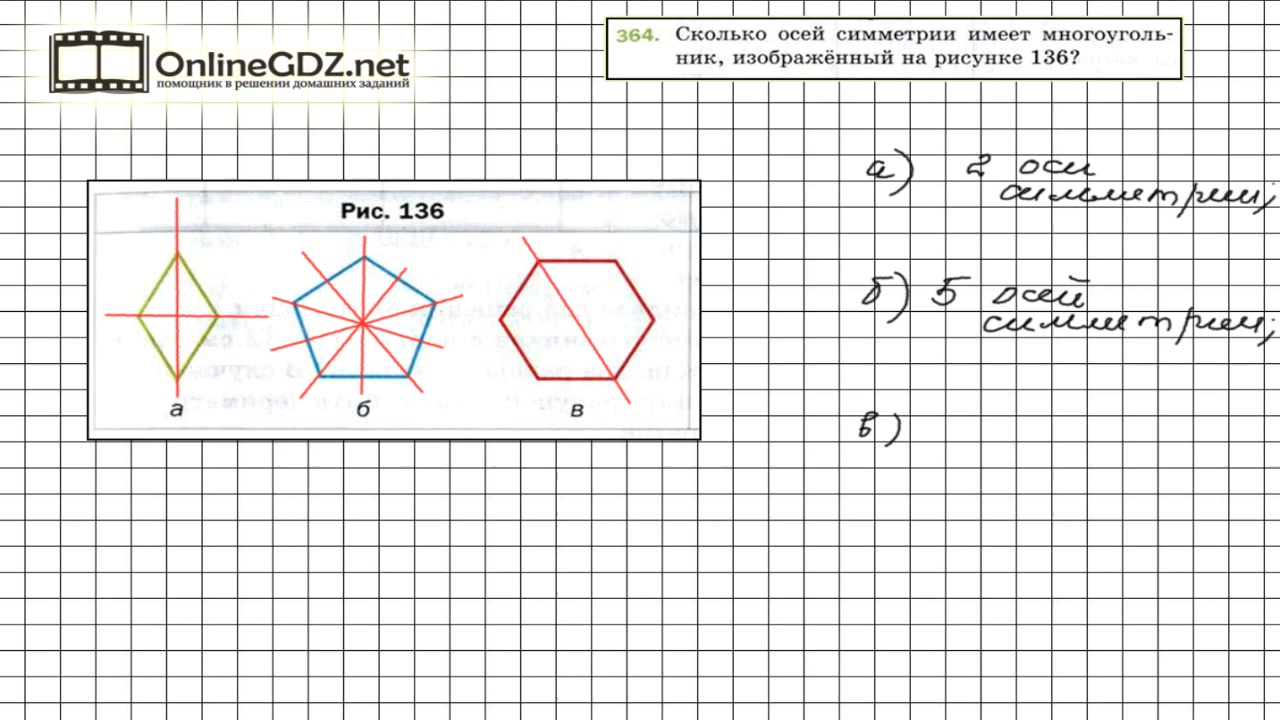 OnlineGDZ.net
помощник в решении домашних заданий
364. Сколько осей симметрии имеет многоуголь-
ник, изображённый на рисунке 136?
Рис. 136
а
б
в
а) 2 оси
симметрии;
б) 5 осей
симметрии;
в)